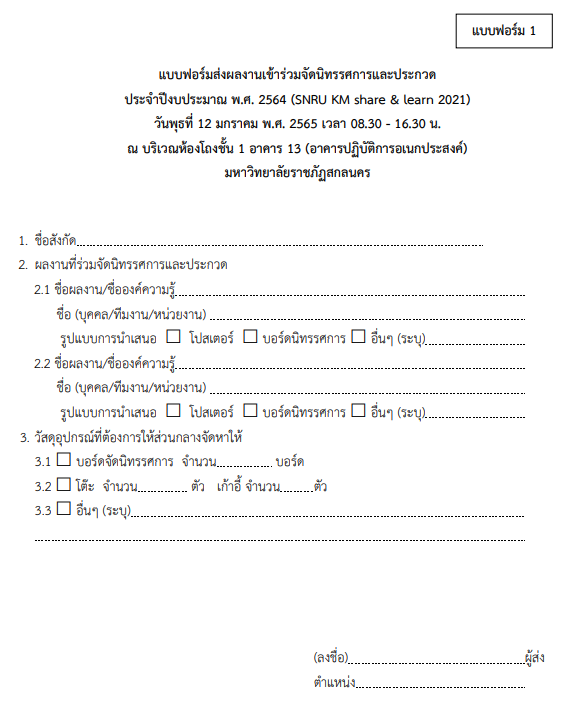 แบบฟอร์ม 1
แบบฟอร์มส่งผลงานเข้าร่วมจัดนิทรรศการและประกวด
ประจำปีงบประมาณ พ.ศ. 2564 (SNRU KM share & learn 2021)
วันพุธที่ 12 มกราคม พ.ศ. 2565 เวลา 08.30 - 16.30 น.
ณ บริเวณห้องโถงชั้น 1 อาคาร 13 (อาคารปฏิบัติการอเนกประสงค์)
มหาวิทยาลัยราชภัฏสกลนคร
1. ชื่อสังกัด
2. ผลงานที่ร่วมจัดนิทรรศการและประกวด
2.1 ชื่อผลงาน/ชื่อองค์ความรู้
ชื่อ (บุคคล/ทีมงาน/หน่วยงาน)
รูปแบบการนำเสนอ ☐ โปสเตอร์ ☐ บอร์ดนิทรรศการ ☐ อื่นๆ (ระบุ)
2.2 ชื่อผลงาน/ชื่อองค์ความรู้
ชื่อ (บุคคล/ทีมงาน/หน่วยงาน)
รูปแบบการนำเสนอ ☐ โปสเตอร์ ☐ บอร์ดนิทรรศการ ☐ อื่นๆ (ระบุ)
3. วัสดุอุปกรณ์ที่ต้องการให้ส่วนกลางจัดหาให้
3.1 ☐ บอร์ดจัดนิทรรศการ จำนวน.............. บอร์ด
3.2 ☐ โต๊ะ จำนวน............. ตัว เก้าอี้ จำนวน.........ตัว
3.3 ☐ อื่นๆ (ระบุ)
(ลงชื่อ)..............................ผู้ส่ง
ตำแหน่ง